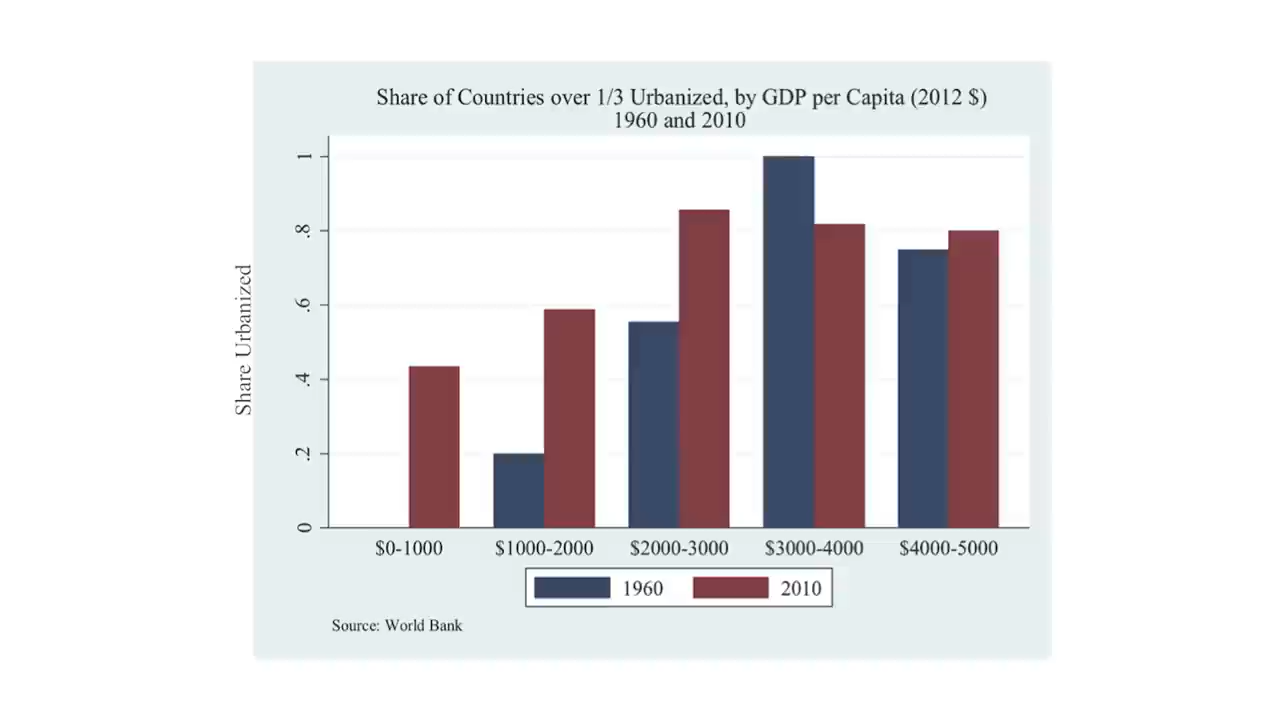 Share of Countries over 1/3 Urbanized, by GDP per Capita (2012 $)
1960 and 2010
Share Urbanized
1
.8
.6
.4
.2
0
$0-1000 $1000-2000 $2000-3000 $3000-4000 $4000-5000
1960 2010
Source: World Bank